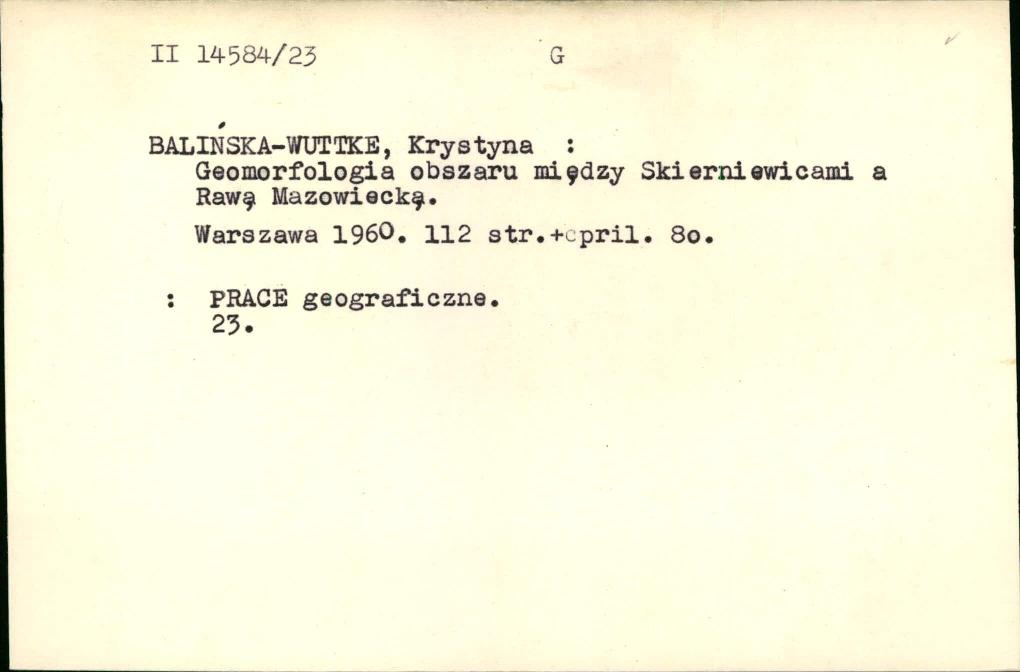 II 14584/23 G
BALIŃSKA-WUTTKE, Krystyna :
Geomorfologia obszaru między Skierniewicami a
Rawą Mazowiecką.
Warszawa 1960. 112 str.+cpril. 8o.
: PRACE geograficzne.
23.